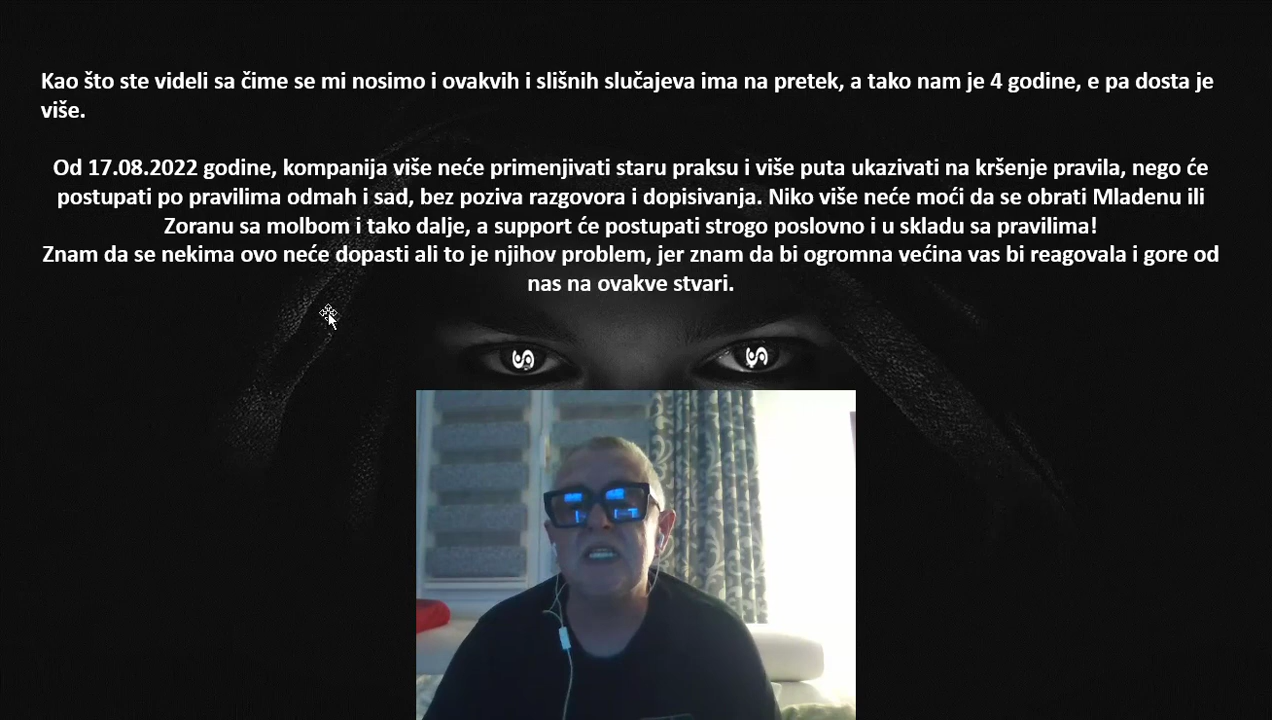 Kao što ste videli sa čime se mi nosimo i ovakvih i slišnih slučajeva ima na pretek, a tako nam je 4 godine, e pa dosta je
više.
Od 17.08.2022 godine, kompanija više neće primenjivati staru praksu i više puta ukazivati na kršenje pravila, nego će
postupati po pravilima odmah i sad, bez poziva razgovora i dopisivanja. Niko više neće moći da se obrati Mladenu ili
Zoranu sa molbom i tako dalje, a support će postupati strogo poslovno i u skladu sa pravilima!
Znam da se nekima ovo neće dopasti ali to je njihov problem, jer znam da bi ogromna većina vas bi reagovala i gore od
nas na ovakve stvari.